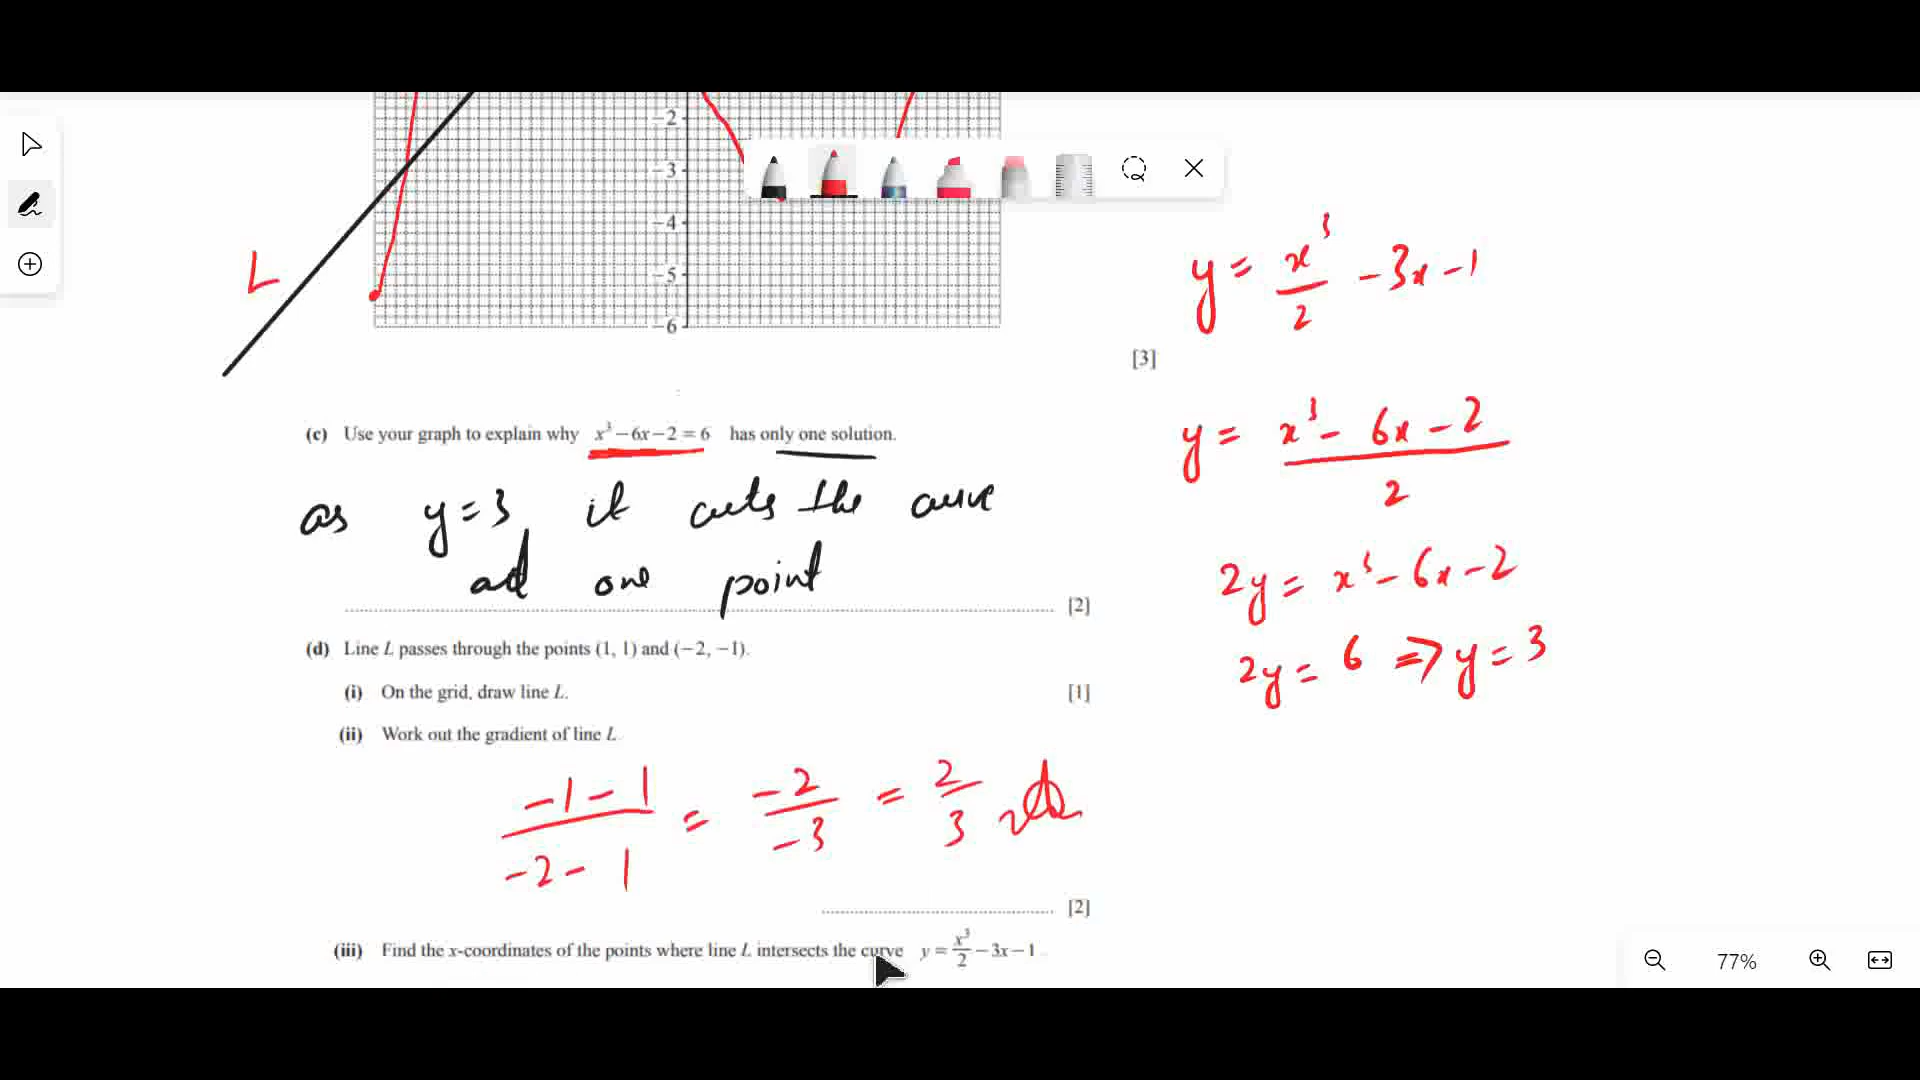 -2
-3
-4
-5
-6
L
y = x³/2 - 3x - 1
[3]
y = x³ - 6x - 2 / 2
(c) Use your graph to explain why x³ - 6x - 2 = 6 has only one solution.
as y = 3 it cuts the curve
at one point
[2]
2y = x³ - 6x - 2
2y = 6 => y = 3
(d) Line L passes through the points (1, 1) and (-2, -1).
(i) On the grid, draw line L. [1]
(ii) Work out the gradient of line L
-1 - 1 / -2 - 1 = -2 / -3 = 2 / 3
[2]
(iii) Find the x-coordinates of the points where line L intersects the curve y = x³/2 - 3x - 1
77%